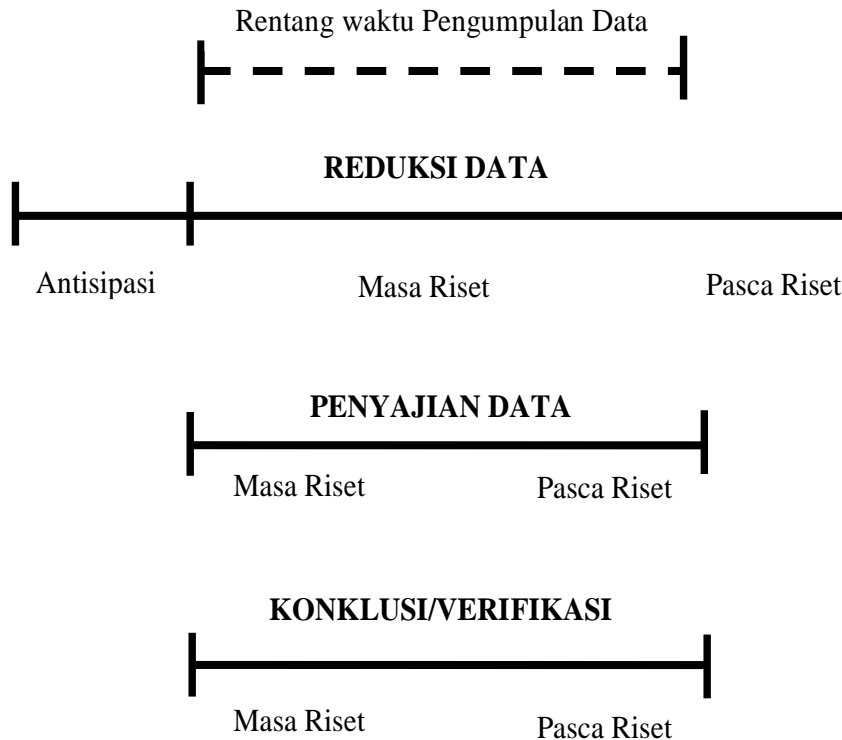 Rentang waktu Pengumpulan Data
REDUKSI DATA
Antisipasi Masa Riset Pasca Riset
PENYAJIAN DATA
Masa Riset Pasca Riset
KONKLUSI/VERIFIKASI
Masa Riset Pasca Riset